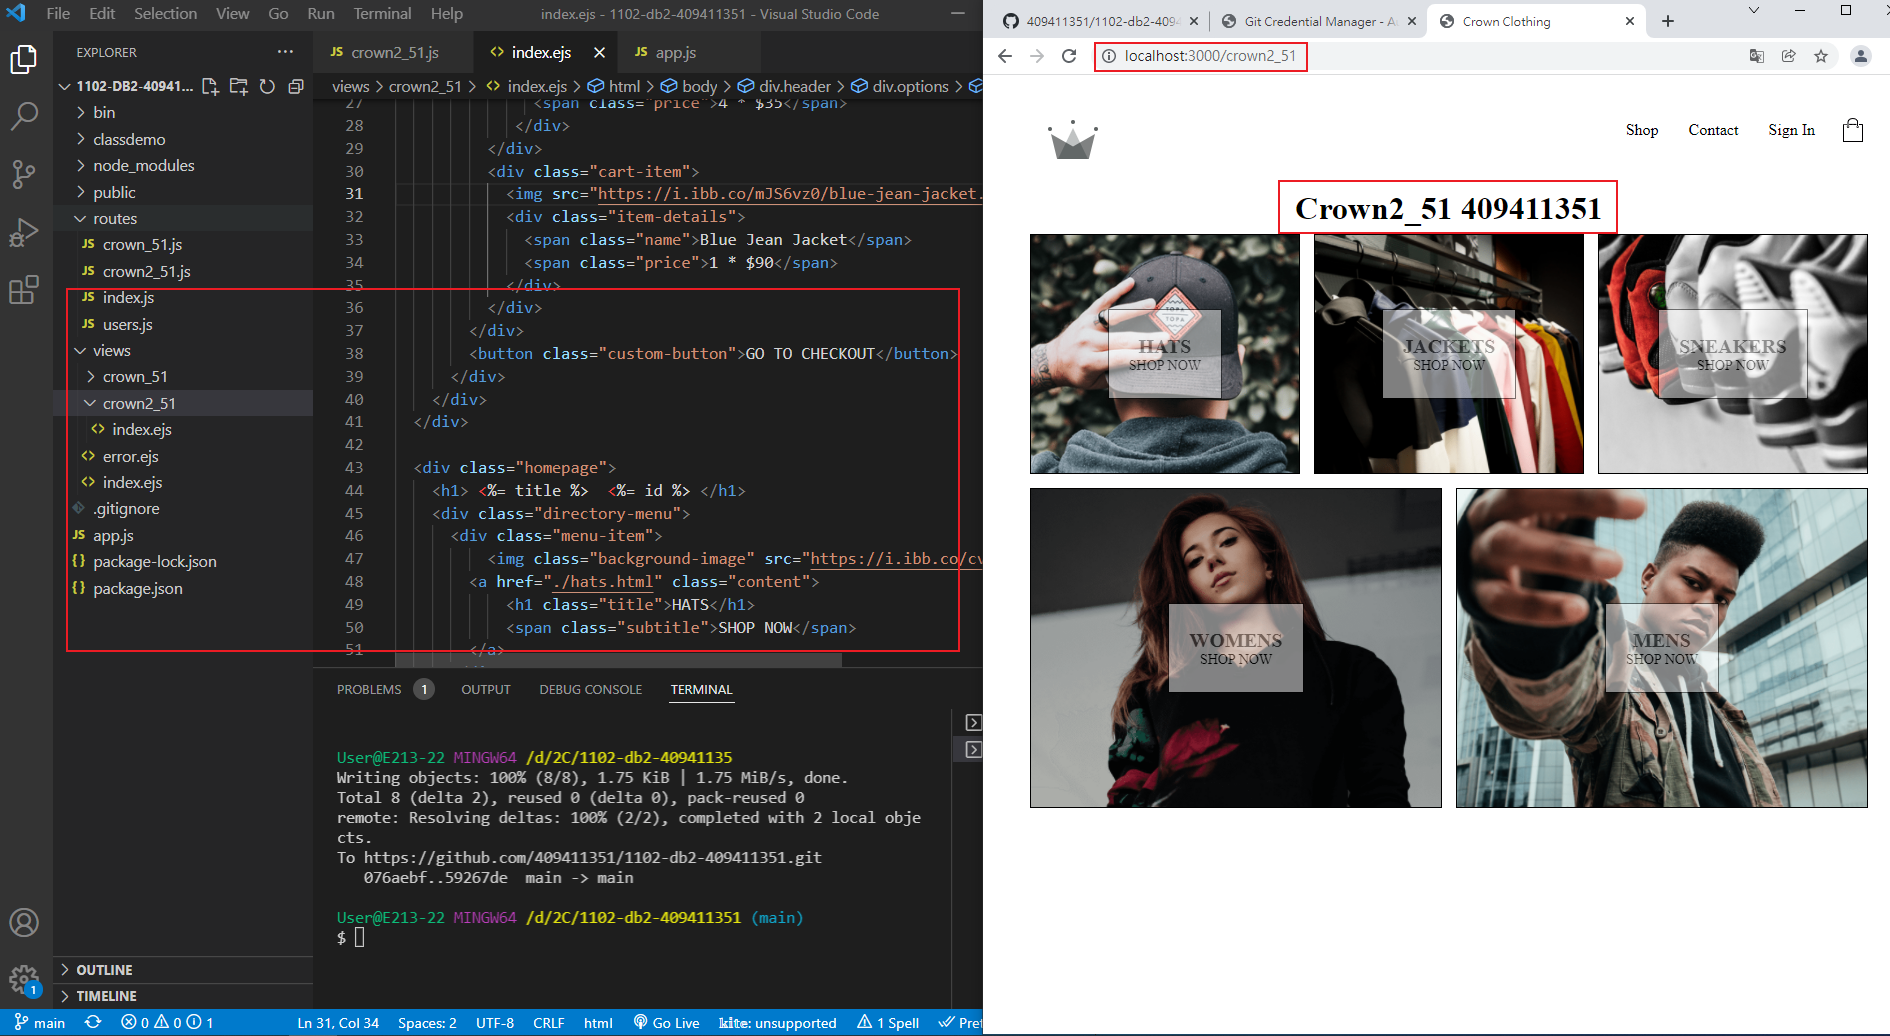 File Edit Selection View Go Run Terminal Help
index.ejs - 1102-db2-409411351 - Visual Studio Code
EXPLORER
1102-DB2-40941...
bin
classdemo
node_modules
public
routes
JS crown_51.js
JS crown2_51.js
JS index.js
JS users.js
views
crown_51
crown2_51
<> index.ejs
<> error.ejs
<> index.ejs
.gitignore
JS app.js
{} package-lock.json
{} package.json
OUTLINE
TIMELINE
JS crown2_51.js
<> index.ejs
JS app.js
views > crown2_51 > <> index.ejs > html > body > div.header > div.options >
27 <span class="price">4 * $35</span>
28 </div>
29 </div>
30 <div class="cart-item">
31 <img src="https://i.ibb.co/mJS6vz0/blue-jean-jacket.
32 <div class="item-details">
33 <span class="name">Blue Jean Jacket</span>
34 <span class="price">1 * $90</span>
35 </div>
36 </div>
37 </div>
38 <button class="custom-button">GO TO CHECKOUT</button>
39 </div>
40 </div>
41 </div>
42
43 <div class="homepage">
44 <h1> <%= title %>  <%= id %> </h1>
45 <div class="directory-menu">
46 <div class="menu-item">
47 <img class="background-image" src="https://i.ibb.co/cv
48 <a href="./hats.html" class="content">
49 <h1 class="title">HATS</h1>
50 <span class="subtitle">SHOP NOW</span>
51 </a>
PROBLEMS 1 OUTPUT DEBUG CONSOLE TERMINAL
User@E213-22 MINGW64 /d/2C/1102-db2-40941135
Writing objects: 100% (8/8), 1.75 KiB | 1.75 MiB/s, done.
Total 8 (delta 2), reused 0 (delta 0), pack-reused 0
remote: Resolving deltas: 100% (2/2), completed with 2 local obje
cts.
To https://github.com/409411351/1102-db2-409411351.git
076aebf..59267de  main -> main
User@E213-22 MINGW64 /d/2C/1102-db2-409411351 (main)
$
1
main
0 0 1
Ln 31, Col 34 Spaces: 2 UTF-8 CRLF html Go Live kite: unsupported 1 Spell Pret
409411351/1102-db2-4094
Git Credential Manager - A
Crown Clothing
localhost:3000/crown2_51
Shop Contact Sign In
Crown2_51 409411351
TOPA
TOPA
HATS
SHOP NOW
JACKETS
SHOP NOW
SNEAKERS
SHOP NOW
WOMENS
SHOP NOW
MENS
SHOP NOW